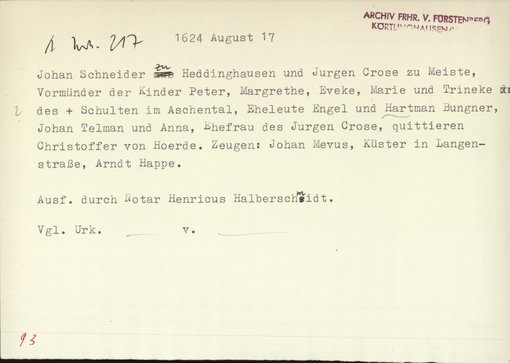 ARCHIV FRHR. V. FÜRSTENBERG
KÖRTLINGHAUSEN
217
1624 August 17
Johan Schneider zu Heddinghausen und Jurgen Crose zu Meiste,
Vormünder der Kinder Peter, Margrethe, Eveke, Marie und Trineke
? des + Schulten im Aschental, Eheleute Engel und Hartman Bungner,
Johan Telman und Anna, Ehefrau des Jurgen Crose, quittieren
Christoffer von Hoerde. Zeugen: Johan Mevus, Küster in Langen-
straße, Arndt Happe.
Ausf. durch Notar Henricus Halberschmidt.
Vgl. Urk. v.
93